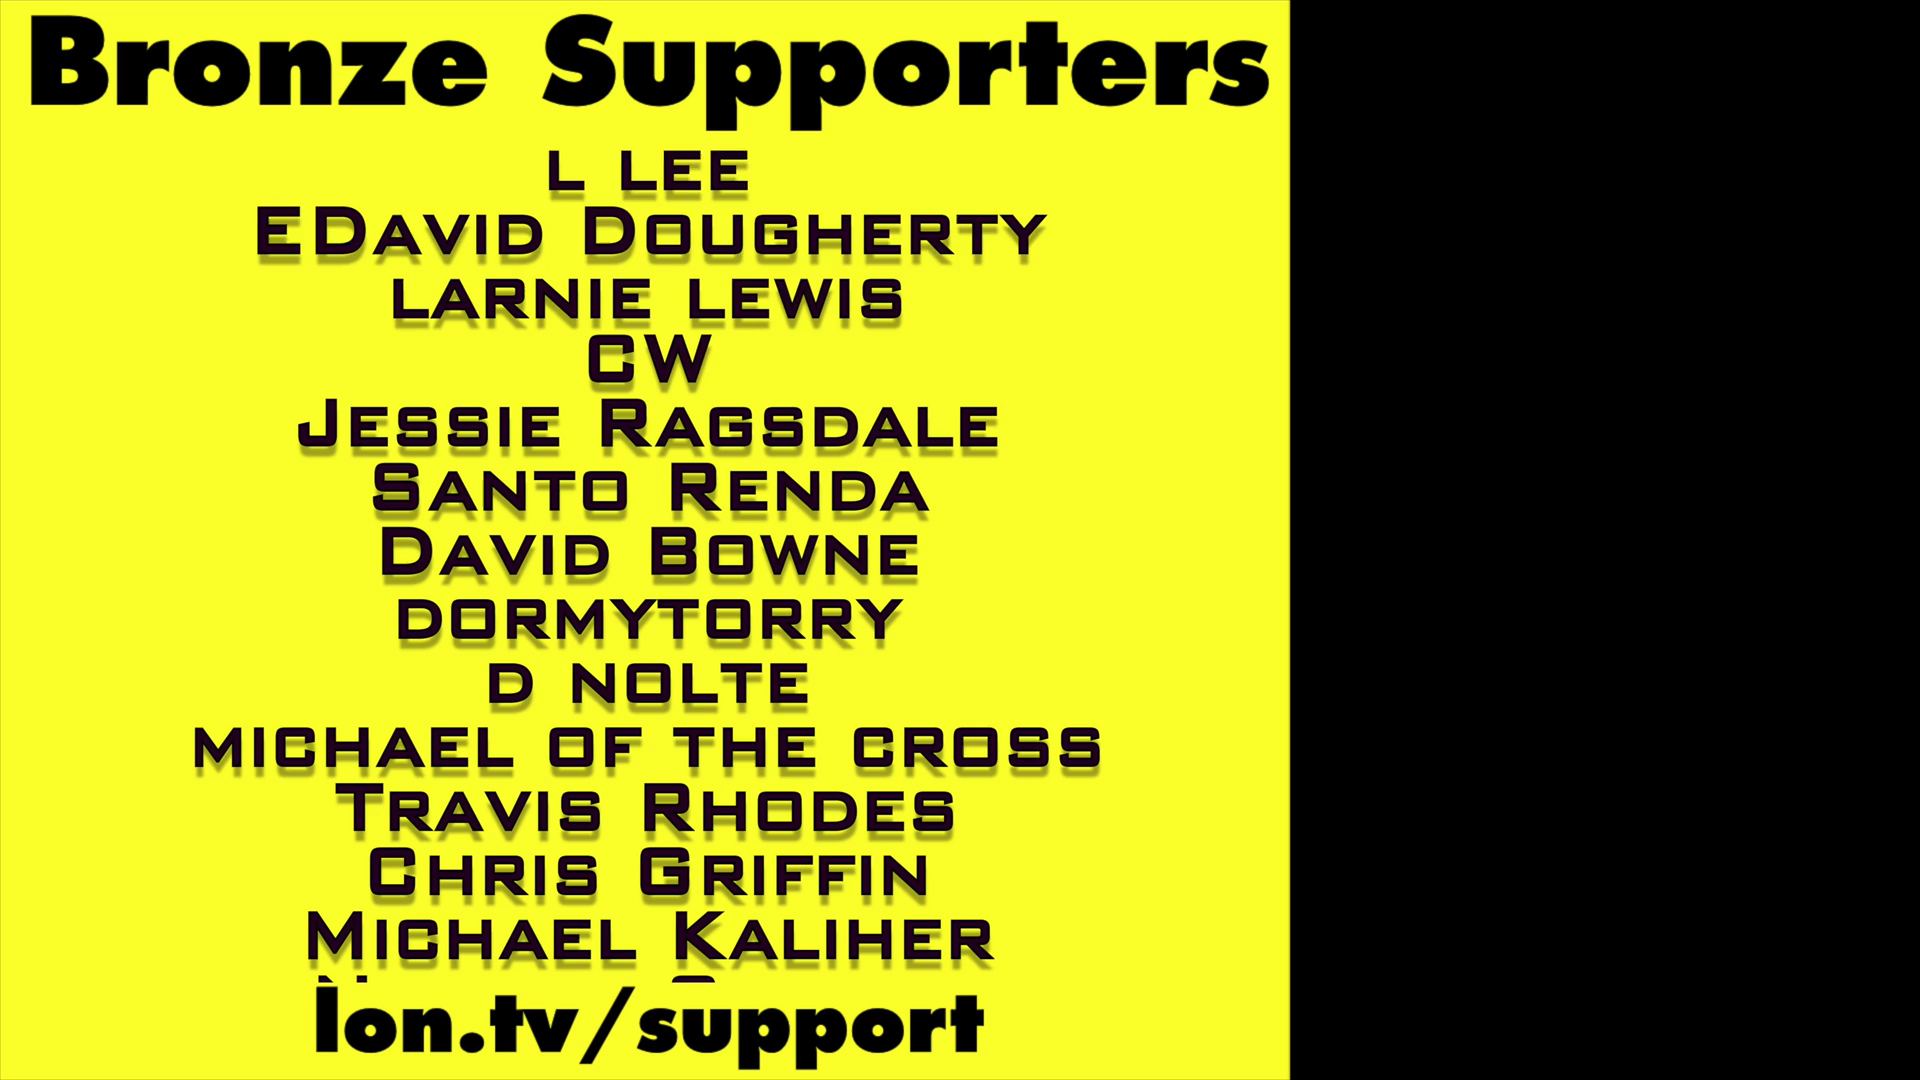 Bronze Supporters
L LEE
EDAVID DOUGHERTY
LARNIE LEWIS
CW
JESSIE RAGSDALE
SANTO RENDA
DAVID BOWNE
DORMYTORRY
D NOLTE
MICHAEL OF THE CROSS
TRAVIS RHODES
CHRIS GRIFFIN
MICHAEL KALIHER
lon.tv/support